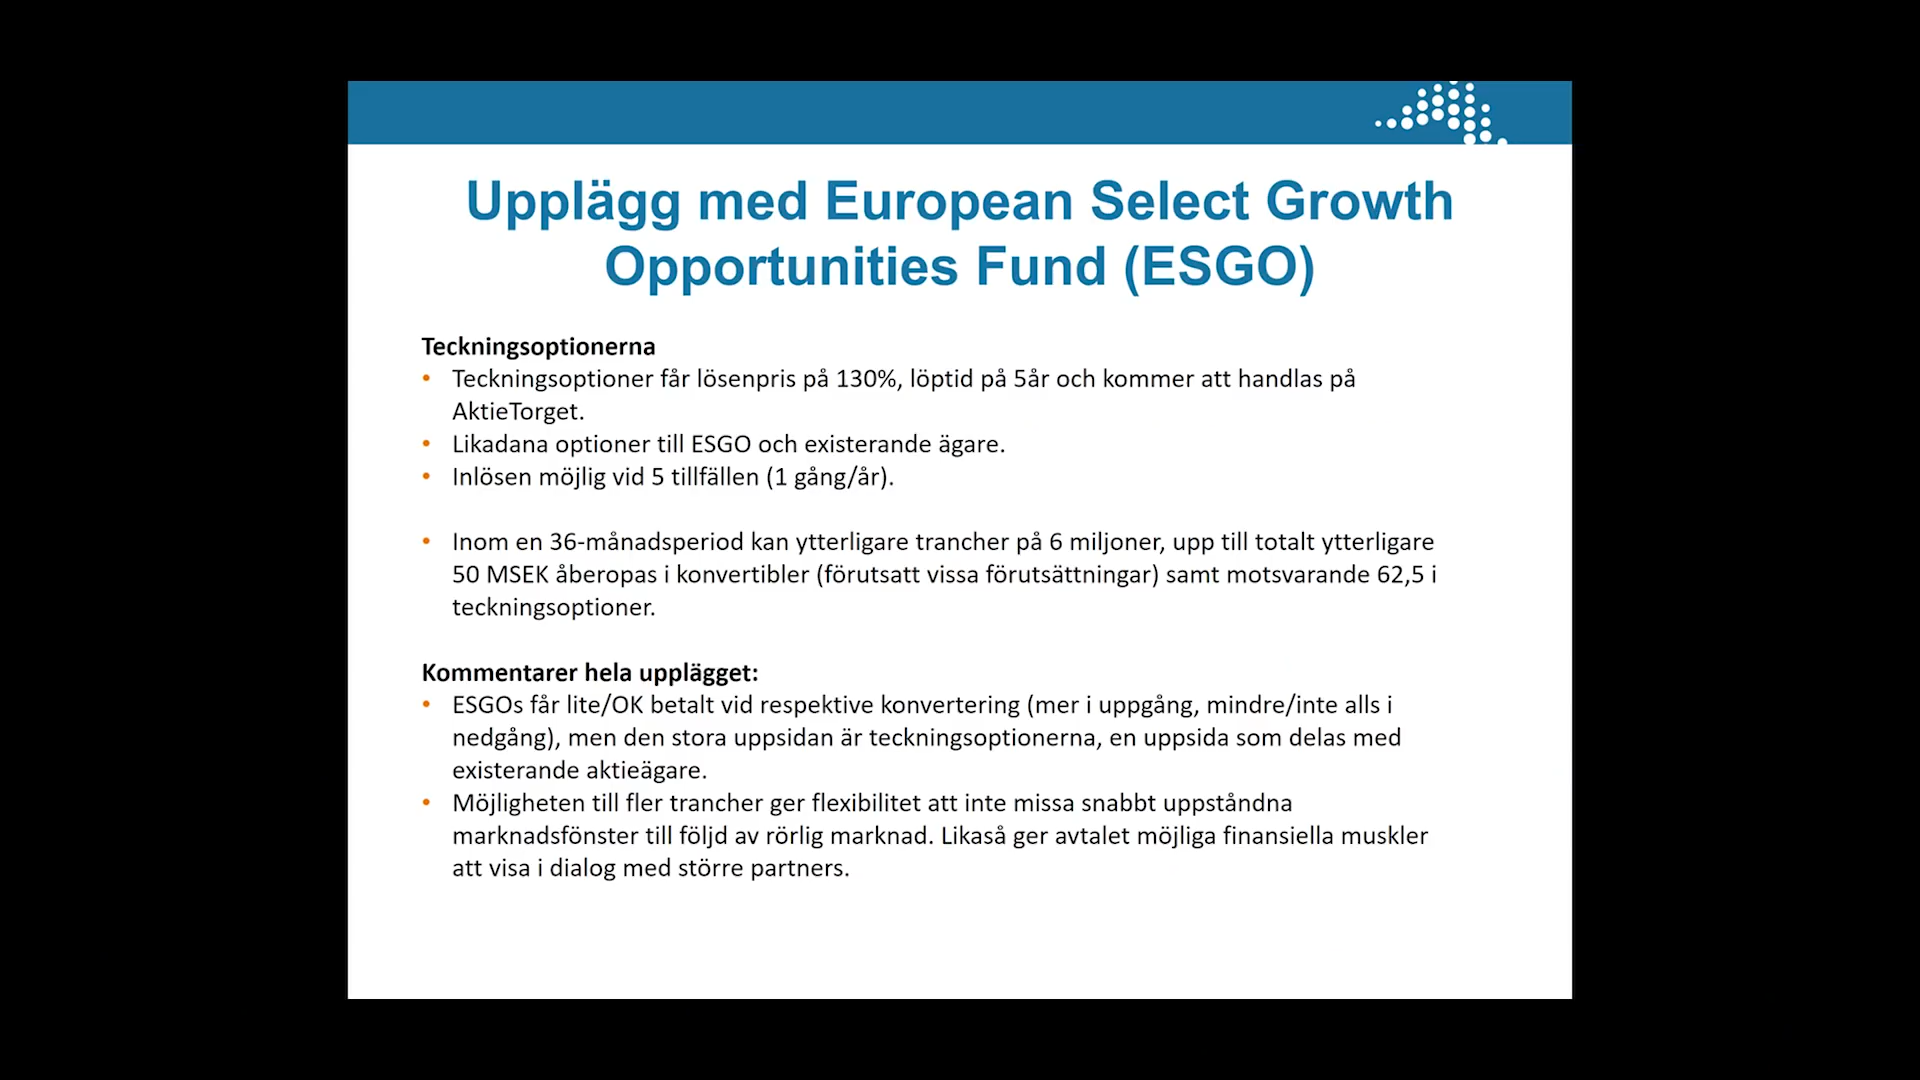 Upplägg med European Select Growth
Opportunities Fund (ESGO)
Teckningsoptionerna
• Teckningsoptioner får lösenpris på 130%, löptid på 5år och kommer att handlas på
AktieTorget.
• Likadana optioner till ESGO och existerande ägare.
• Inlösen möjlig vid 5 tillfällen (1 gång/år).
• Inom en 36-månadsperiod kan ytterligare trancher på 6 miljoner, upp till totalt ytterligare
50 MSEK åberopas i konvertibler (förutsatt vissa förutsättningar) samt motsvarande 62,5 i
teckningsoptioner.
Kommentarer hela upplägget:
• ESGOs får lite/OK betalt vid respektive konvertering (mer i uppgång, mindre/inte alls i
nedgång), men den stora uppsidan är teckningsoptionerna, en uppsida som delas med
existerande aktieägare.
• Möjligheten till fler trancher ger flexibilitet att inte missa snabbt uppståndna
marknadsfönster till följd av rörlig marknad. Likaså ger avtalet möjliga finansiella muskler
att visa i dialog med större partners.